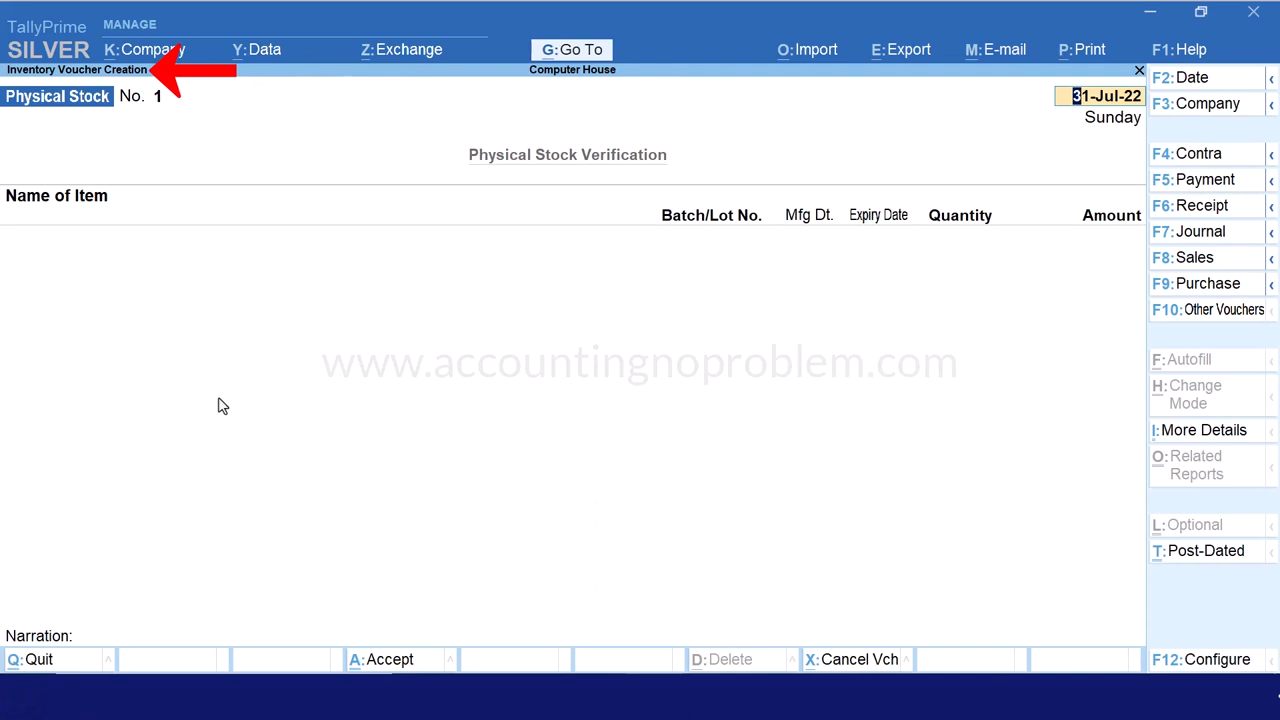 TallyPrime MANAGE
SILVER K:Company Y:Data Z:Exchange G:Go To O:Import E:Export M:E-mail P:Print F1:Help
Inventory Voucher Creation Computer House
Physical Stock No. 1 31-Jul-22
Sunday
Physical Stock Verification
Name of Item
Batch/Lot No. Mfg Dt. Expiry Date Quantity Amount
www.accountingnoproblem.com
Narration:
Q:Quit A:Accept D:Delete X:Cancel Vch
F2:Date
F3:Company
F4:Contra
F5:Payment
F6:Receipt
F7:Journal
F8:Sales
F9:Purchase
F10:Other Vouchers
F:Autofill
H:Change
Mode
I:More Details
O:Related
Reports
L:Optional
T:Post-Dated
F12:Configure